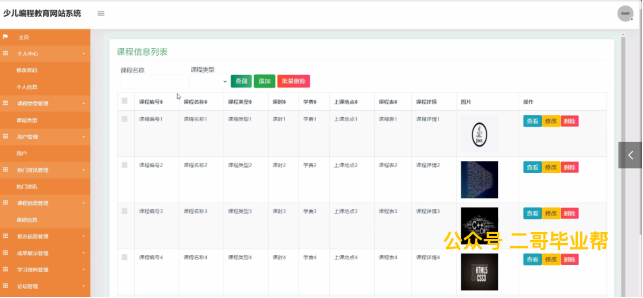 少儿编程教育网站系统
主页
个人中心
修改密码
个人信息
课程类型管理
课程类型
用户管理
用户
热门资讯管理
热门资讯
课程信息管理
课程信息
成果展示管理
学习资料管理
论坛管理
课程信息列表
课程名称
课程类型
查询 添加 批量删除
课程编号 课程名称 课程类型 课时 学费 上课地点 课程表 课程详情 图片 操作
课程编号1 课程名称1 课程类型1 课时1 学费1 上课地点1 课程表1 课程详情1 查看 修改 删除
课程编号2 课程名称2 课程类型2 课时2 学费2 上课地点2 课程表2 课程详情2 查看 修改 删除
课程编号3 课程名称3 课程类型3 课时3 学费3 上课地点3 课程表3 课程详情3 C++ 查看 修改 删除
公众号 二哥毕业帮
课程编号4 课程名称4 课程类型4 课时4 学费4 上课地点4 课程表4 课程详情4 HTML5 CSS3 查看 修改 删除